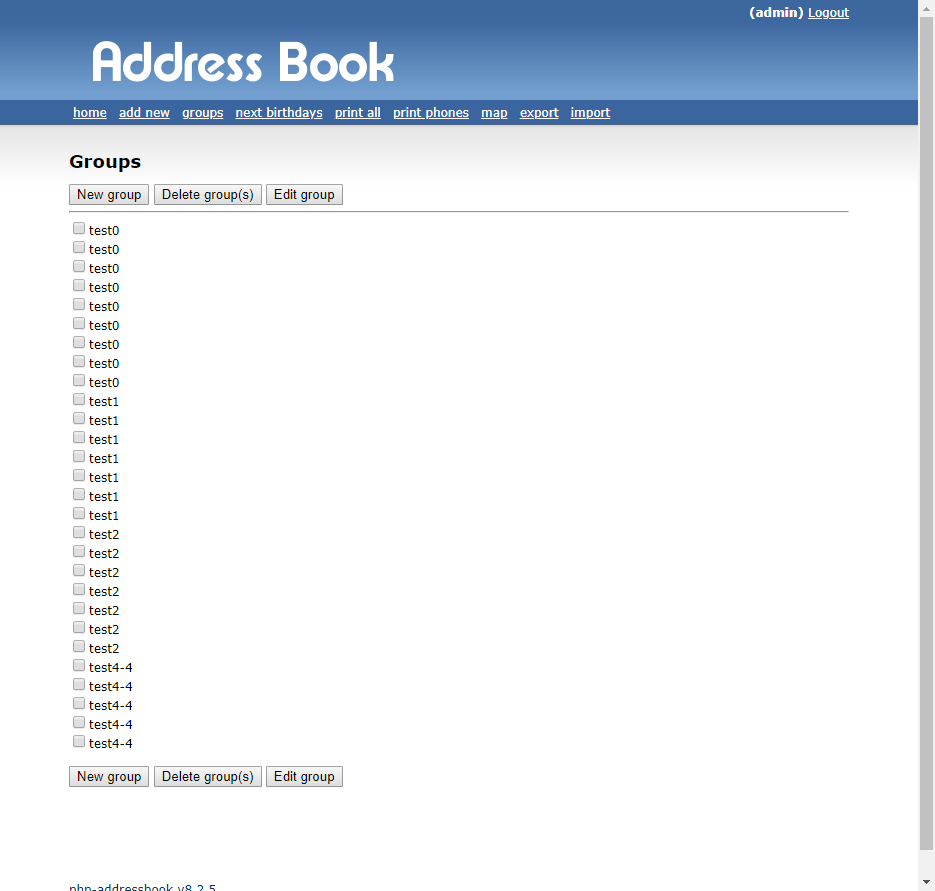 (admin) Logout
Address Book
home add new groups next birthdays print all print phones map export import
Groups
New group Delete group(s) Edit group
test0
test0
test0
test0
test0
test0
test0
test0
test0
test1
test1
test1
test1
test1
test1
test1
test2
test2
test2
test2
test2
test2
test2
test4-4
test4-4
test4-4
test4-4
test4-4
New group Delete group(s) Edit group
php-addressbook v8.2.5